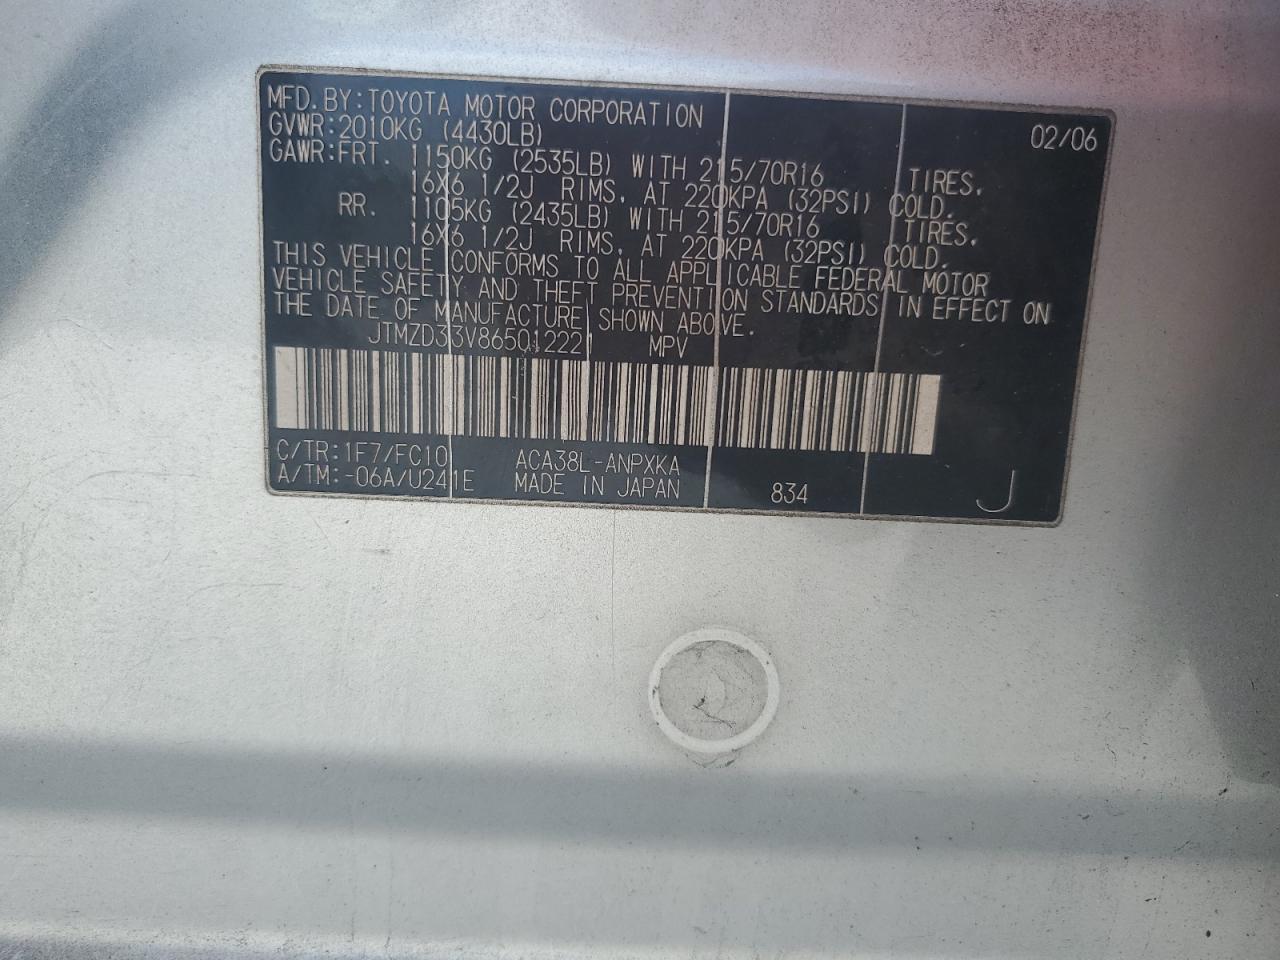 MFD. BY:TOYOTA MOTOR CORPORATION 02/06
GVWR:2010KG (4430LB)
GAWR:FRT. 1150KG (2535LB) WITH 215/70R16 TIRES,
16X6 1/2J RIMS, AT 220KPA (32PSI) COLD.
RR. 1105KG (2435LB) WITH 215/70R16 TIRES,
16X6 1/2J RIMS, AT 220KPA (32PSI) COLD.
THIS VEHICLE CONFORMS TO ALL APPLICABLE FEDERAL MOTOR
VEHICLE SAFETY AND THEFT PREVENTION STANDARDS IN EFFECT ON
THE DATE OF MANUFACTURE SHOWN ABOVE.
JTMZD33V865012221 MPV
C/TR:1F7/FC10 ACA38L-ANPXKA
A/TM:-06A/U241E MADE IN JAPAN 834 J